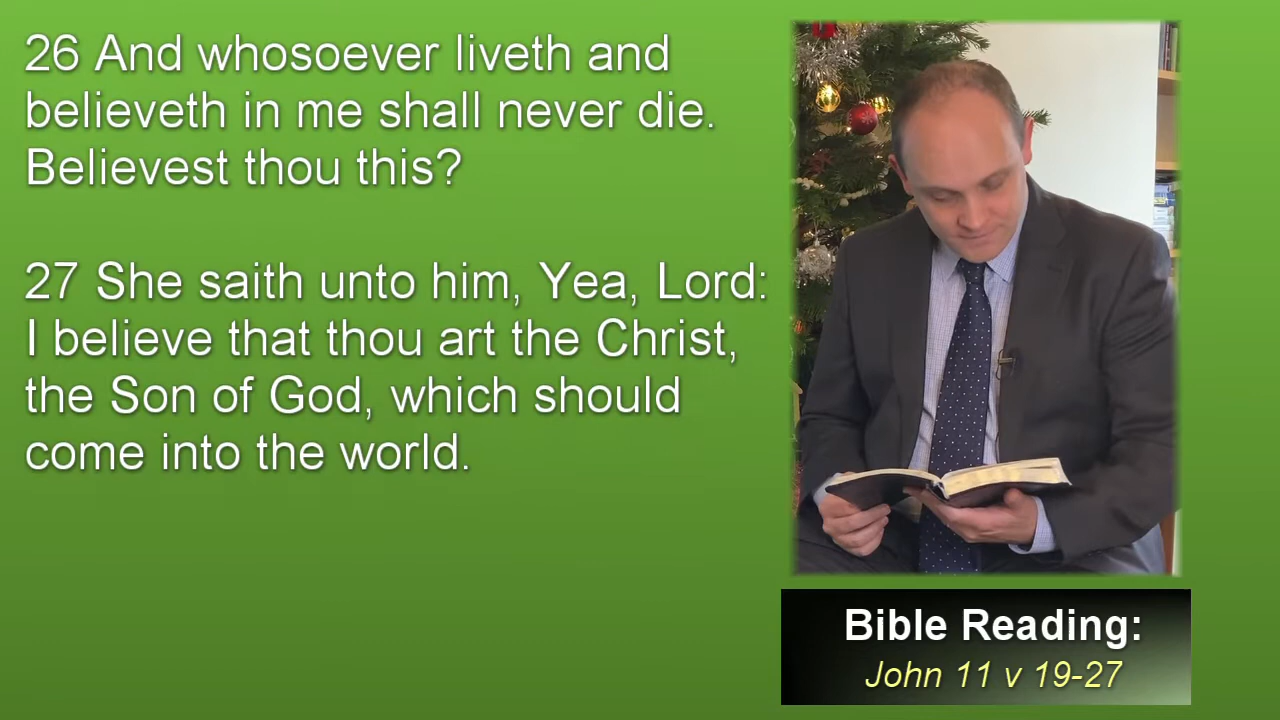 26 And whosoever liveth and
believeth in me shall never die.
Believest thou this?
27 She saith unto him, Yea, Lord:
I believe that thou art the Christ,
the Son of God, which should
come into the world.
Bible Reading:
John 11 v 19-27